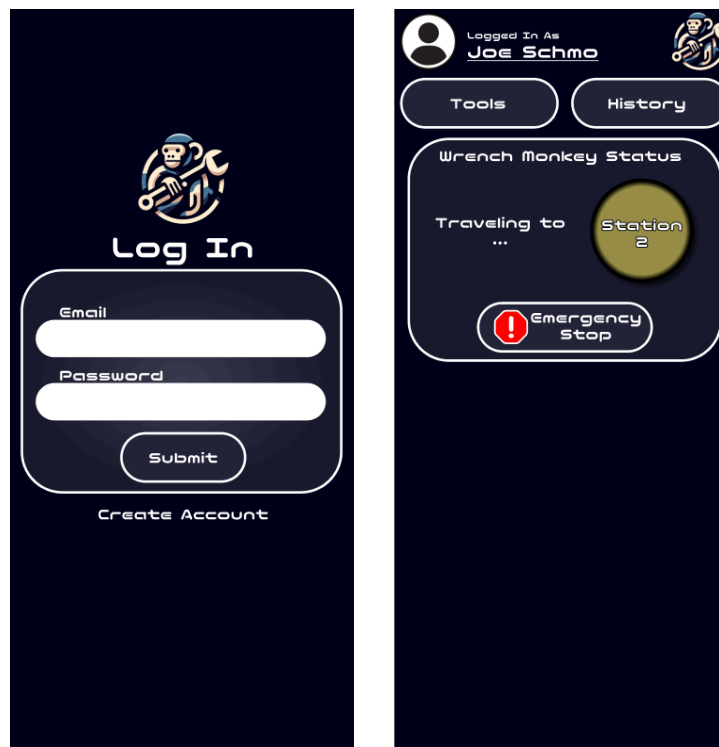 Log In
Email
Password
Submit
Create Account
Logged In As
Joe Schmo
Tools
History
Wrench Monkey Status
Traveling to
...
Station
2
Emergency
Stop